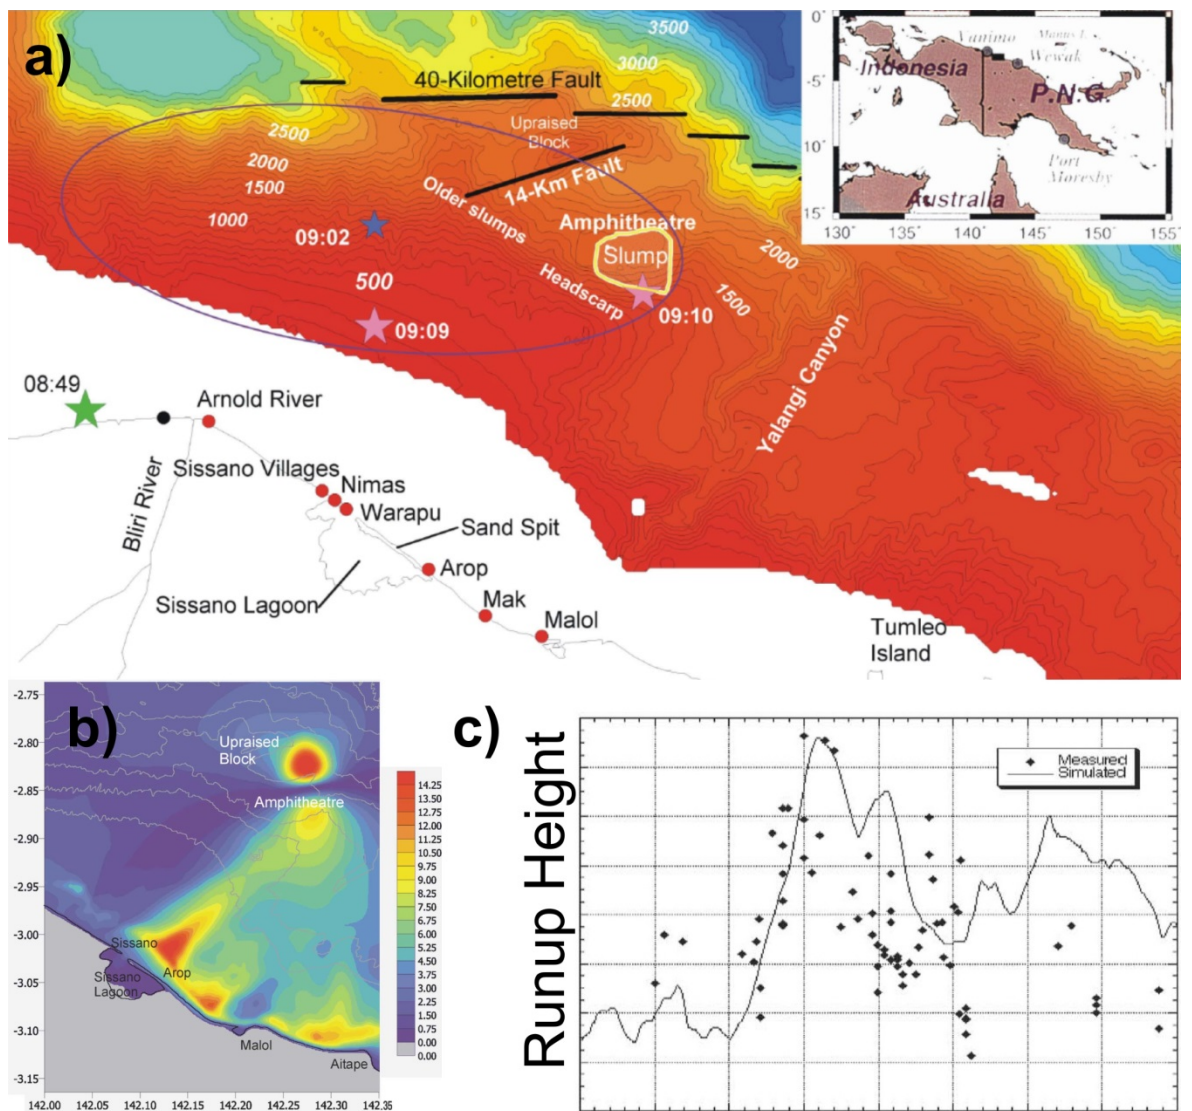 a)
3500
3000
2500
40-Kilometre Fault
2500
2000
1500
1000
Upraised
Block
14-Km Fault
Older slumps
Amphitheatre
Slump
Headscarp
09:02
500
09:09
09:10
2000
1500
Yalangi Canyon
0°
-5°
-10°
-15°
130°
135°
140°
145°
150°
155°
Vanimo
Manus I.
Wewak
Indonesia
P.N.G.
Port
Moresby
Australia
08:49
Arnold River
Bliri River
Sissano Villages
Nimas
Warapu
Sand Spit
Arop
Sissano Lagoon
Mak
Malol
Tumleo
Island
b)
-2.75
-2.80
-2.85
-2.90
-2.95
-3.00
-3.05
-3.10
-3.15
142.00
142.05
142.10
142.15
142.20
142.25
142.30
142.35
Upraised
Block
Amphitheatre
Sissano
Arop
Sissano
Lagoon
Malol
Aitape
14.25
13.50
12.75
12.00
11.25
10.50
9.75
9.00
8.25
7.50
6.75
6.00
5.25
4.50
3.75
3.00
2.25
1.50
0.75
0.00
0.00
c)
Runup Height
Measured
Simulated